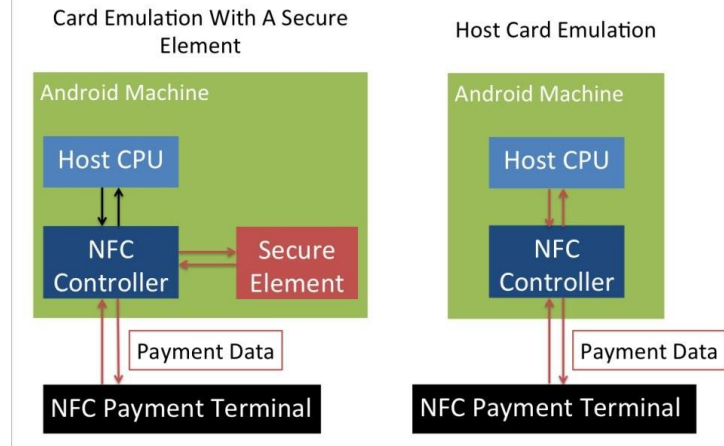 Card Emulation With A Secure
Element
Android Machine
Host CPU
NFC
Controller
Secure
Element
Payment Data
NFC Payment Terminal
Host Card Emulation
Android Machine
Host CPU
NFC
Controller
Payment Data
NFC Payment Terminal